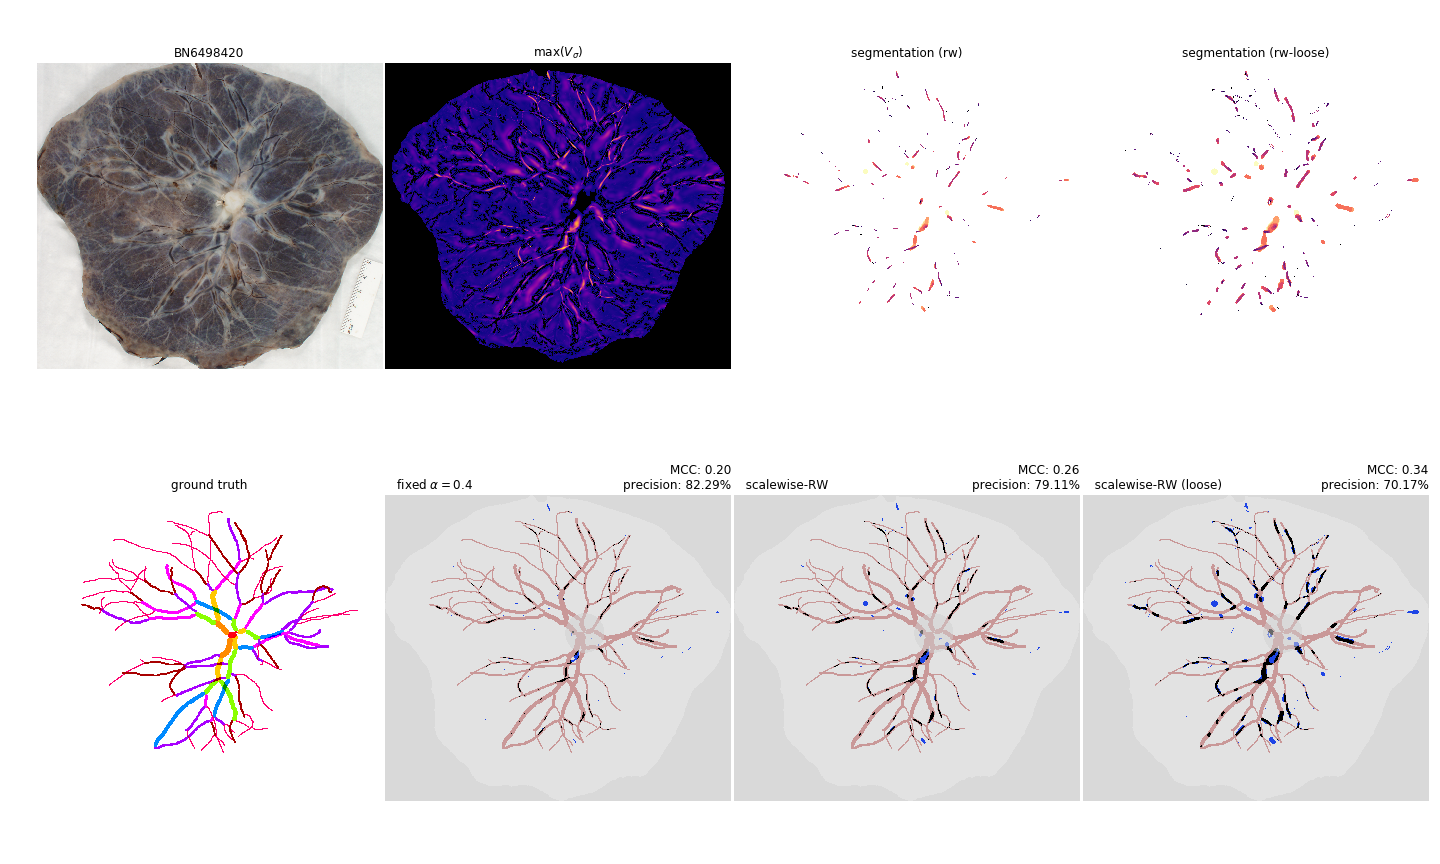 BN6498420
max(V_σ)
segmentation (rw)
segmentation (rw-loose)
ground truth
fixed α = 0.4
MCC: 0.20
precision: 82.29%
scalewise-RW
MCC: 0.26
precision: 79.11%
scalewise-RW (loose)
MCC: 0.34
precision: 70.17%